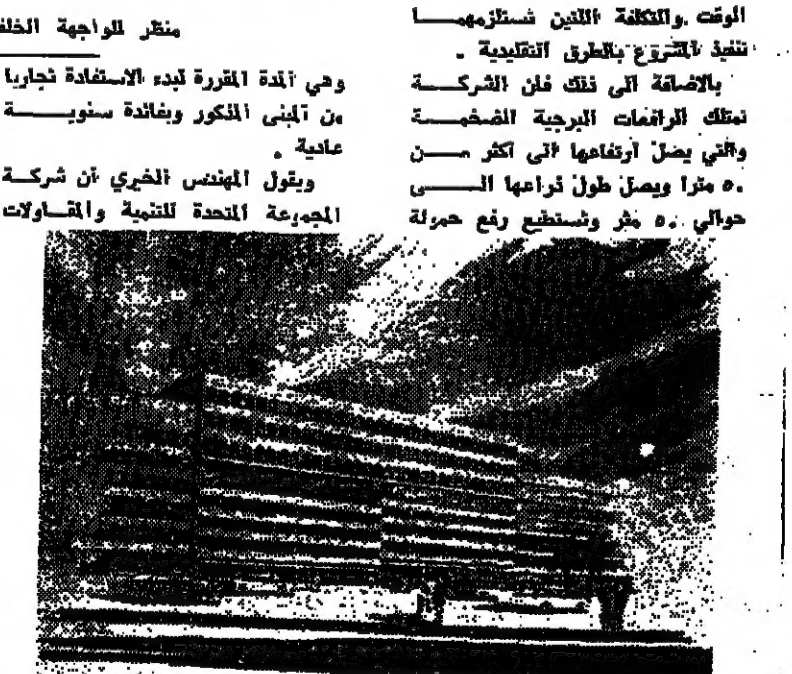 الوقت والتكلفة اللتين تستلزمهما
تنفيذ المشروع بالطرق التقليدية .
بالاضافة الى ذلك فان الشركة
تمتلك الرافعات البرجية الضخمة
والتي يصل ارتفاعها الى أكثر من
٥٠ مترا ويصل طول ذراعها الى
حوالي ٥٠ متر وتستطيع رفع حمولة
منظر للواجهة
وهي المدة المقررة لبدء الاستفادة تجاريا
من المبنى المذكور وبفائدة سنوية
عادية .
ويقول المهندس الخيري أن شركة
المجموعة المتحدة للتنمية والمقاولات